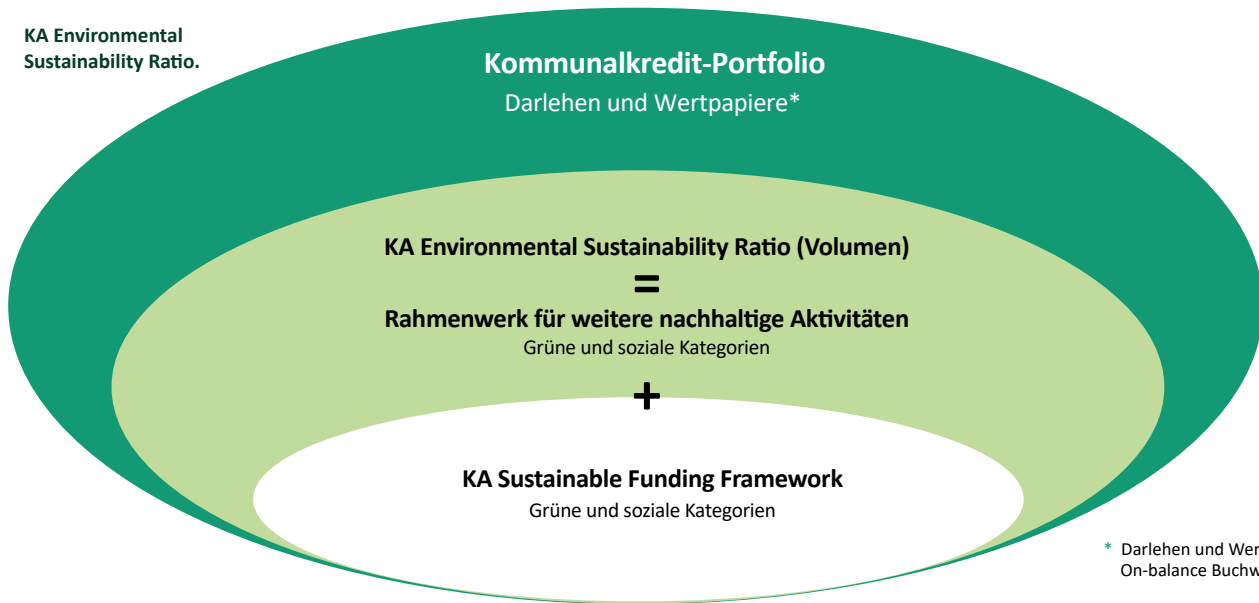 KA Environmental
Sustainability Ratio.
Kommunalkredit-Portfolio
Darlehen und Wertpapiere*
KA Environmental Sustainability Ratio (Volumen)
=
Rahmenwerk für weitere nachhaltige Aktivitäten
Grüne und soziale Kategorien
+
KA Sustainable Funding Framework
Grüne und soziale Kategorien
* Darlehen und
On-balance